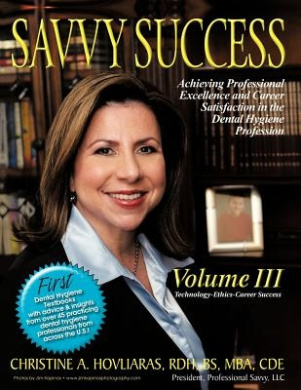 SAVVY SUCCESS
Achieving Professional
Excellence and Career
Satisfaction in the
Dental Hygiene
Profession
First
Dental Hygiene
Textbooks
with advice & insights
from over 65 practicing
dental hygiene
professionals from
across the U.S.!
Volume III
Technology-Ethics-Career Success
CHRISTINE A. HOVLIARAS, RDH, BS, MBA, CDE
President, Professional Savvy, LLC